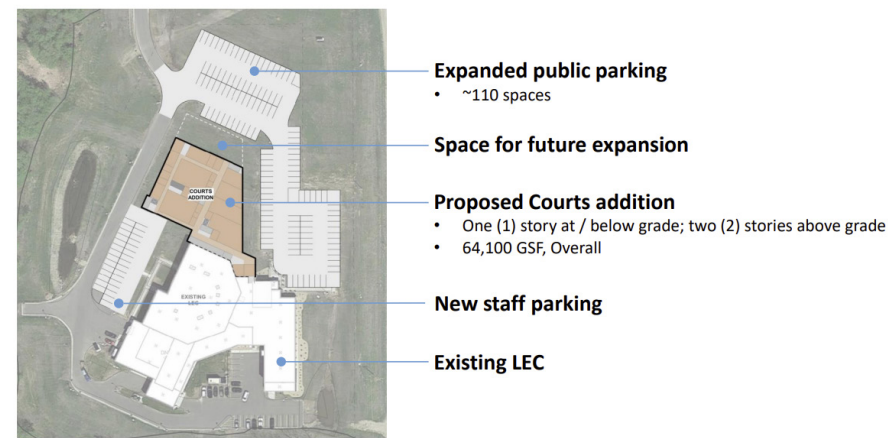 Expanded public parking
• ~110 spaces
Space for future expansion
Proposed Courts addition
• One (1) story at / below grade; two (2) stories above grade
• 64,100 GSF, Overall
New staff parking
Existing LEC
COURTS
ADDITION
EXISTING
LEC